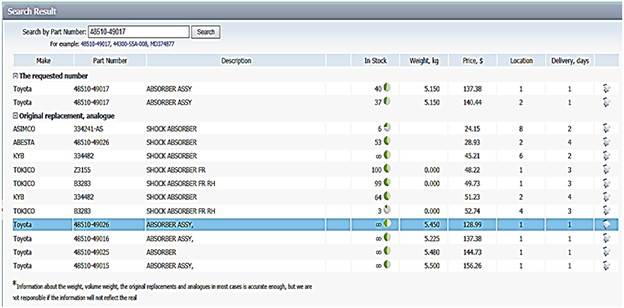 Search Result
Search by Part Number: 48510-49017 Search
For example: 48510-49017, 44300-S5A-008, MD374877
Make Part Number Description In Stock Weight, kg Price, $ Location Delivery, days
The requested number
Toyota 48510-49017 ABSORBER ASSY 40 5.150 137.38 1 1
Toyota 48510-49017 ABSORBER ASSY 37 5.150 140.44 2 1
Original replacement, analogue
ASIMCO 334241-AS SHOCK ABSORBER 6 24.15 8 2
ABESTA 48510-49026 SHOCK ABSORBER 53 28.93 2 4
KYB 334482 SHOCK ABSORBER ∞ 45.21 6 2
TOKICO Z3155 SHOCK ABSORBER FR 100 0.000 48.22 1 3
TOKICO B3283 SHOCK ABSORBER FR RH 99 0.000 49.73 1 3
KYB 334482 SHOCK ABSORBER 64 51.23 2 4
TOKICO B3283 SHOCK ABSORBER FR RH 3 0.000 52.74 4 3
Toyota 48510-49026 ABSORBER ASSY, ∞ 5.450 128.99 1 1
Toyota 48510-49016 ABSORBER ASSY, ∞ 5.225 137.38 1 1
Toyota 48510-49025 ABSORBER ASSY, ∞ 5.480 144.73 1 1
Toyota 48510-49015 ABSORBER ASSY, ∞ 5.500 156.26 1 1
*Information about the weight, volume weight, the original replacements and analogues in most cases is accurate enough, but we are
not responsible if the information will not reflect the real